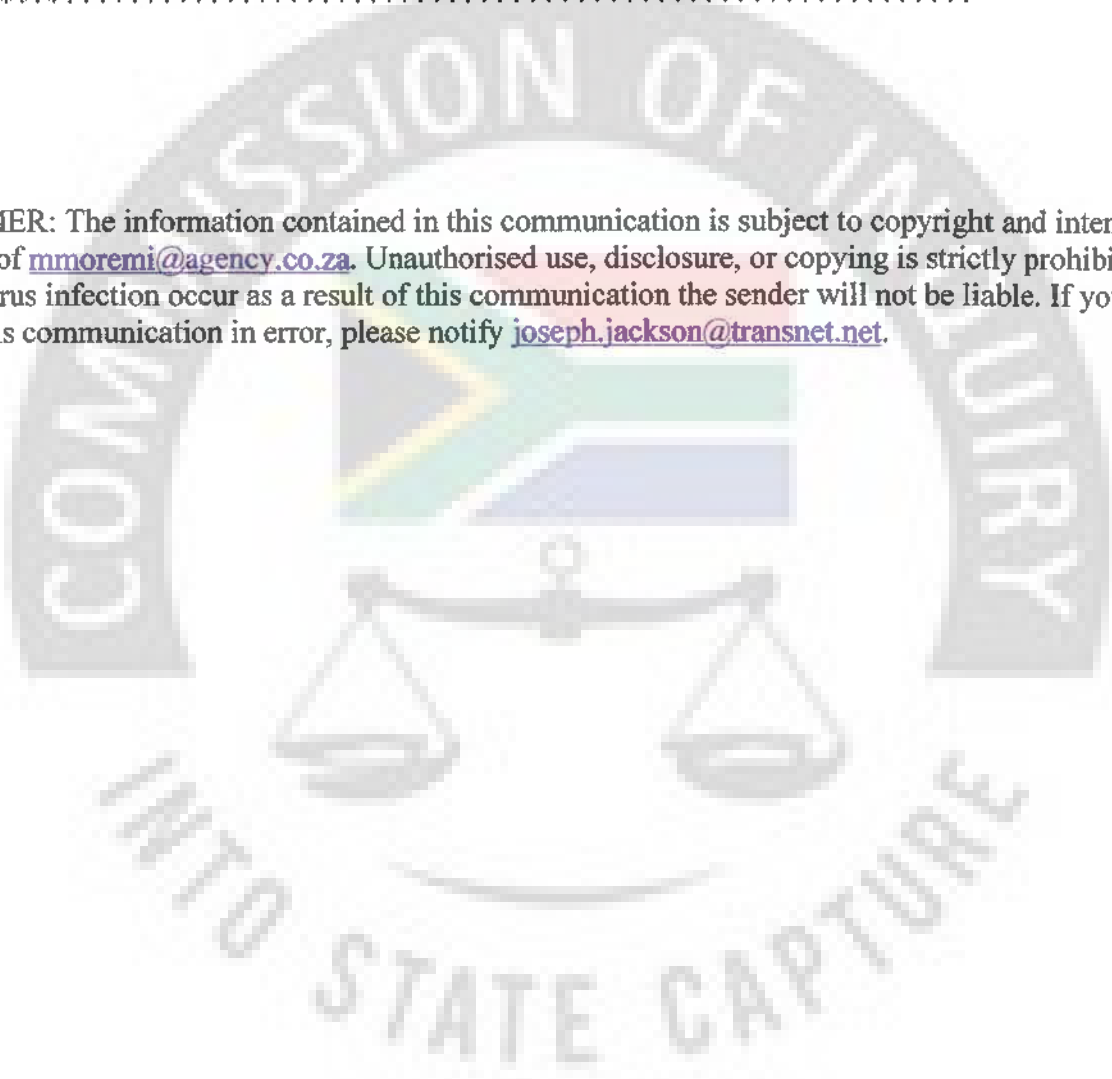 IER: The information contained in this communication is subject to copyright and inter
of mmoremi@agency.co.za. Unauthorised use, disclosure, or copying is strictly prohibi
rus infection occur as a result of this communication the sender will not be liable. If yo
s communication in error, please notify joseph.jackson@transnet.net.
COMMISSION OF INQUIRY
INTO STATE CAPTURE